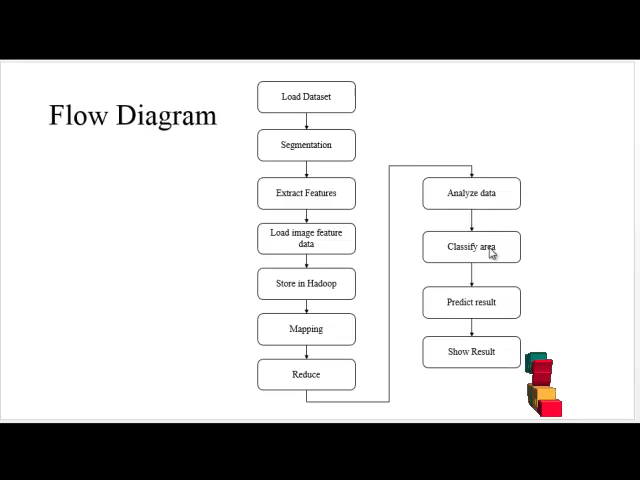 Flow Diagram
Load Dataset
Segmentation
Extract Features
Load image feature
data
Store in Hadoop
Mapping
Reduce
Analyze data
Classify area
Predict result
Show Result